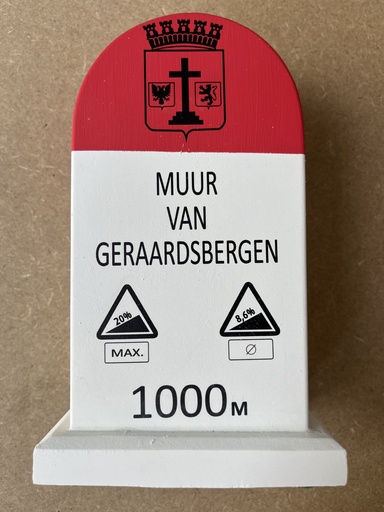 MUUR
VAN
GERAARDSBERGEN
20% 8,6%
MAX. Ø
1000M